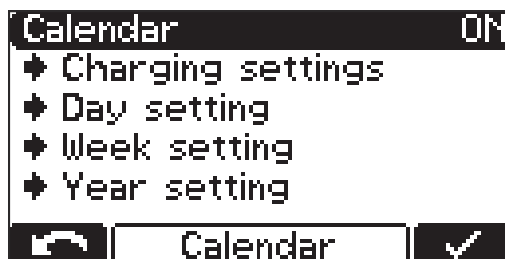 Calendar ON
Charging settings
Day setting
Week setting
Year setting
Calendar